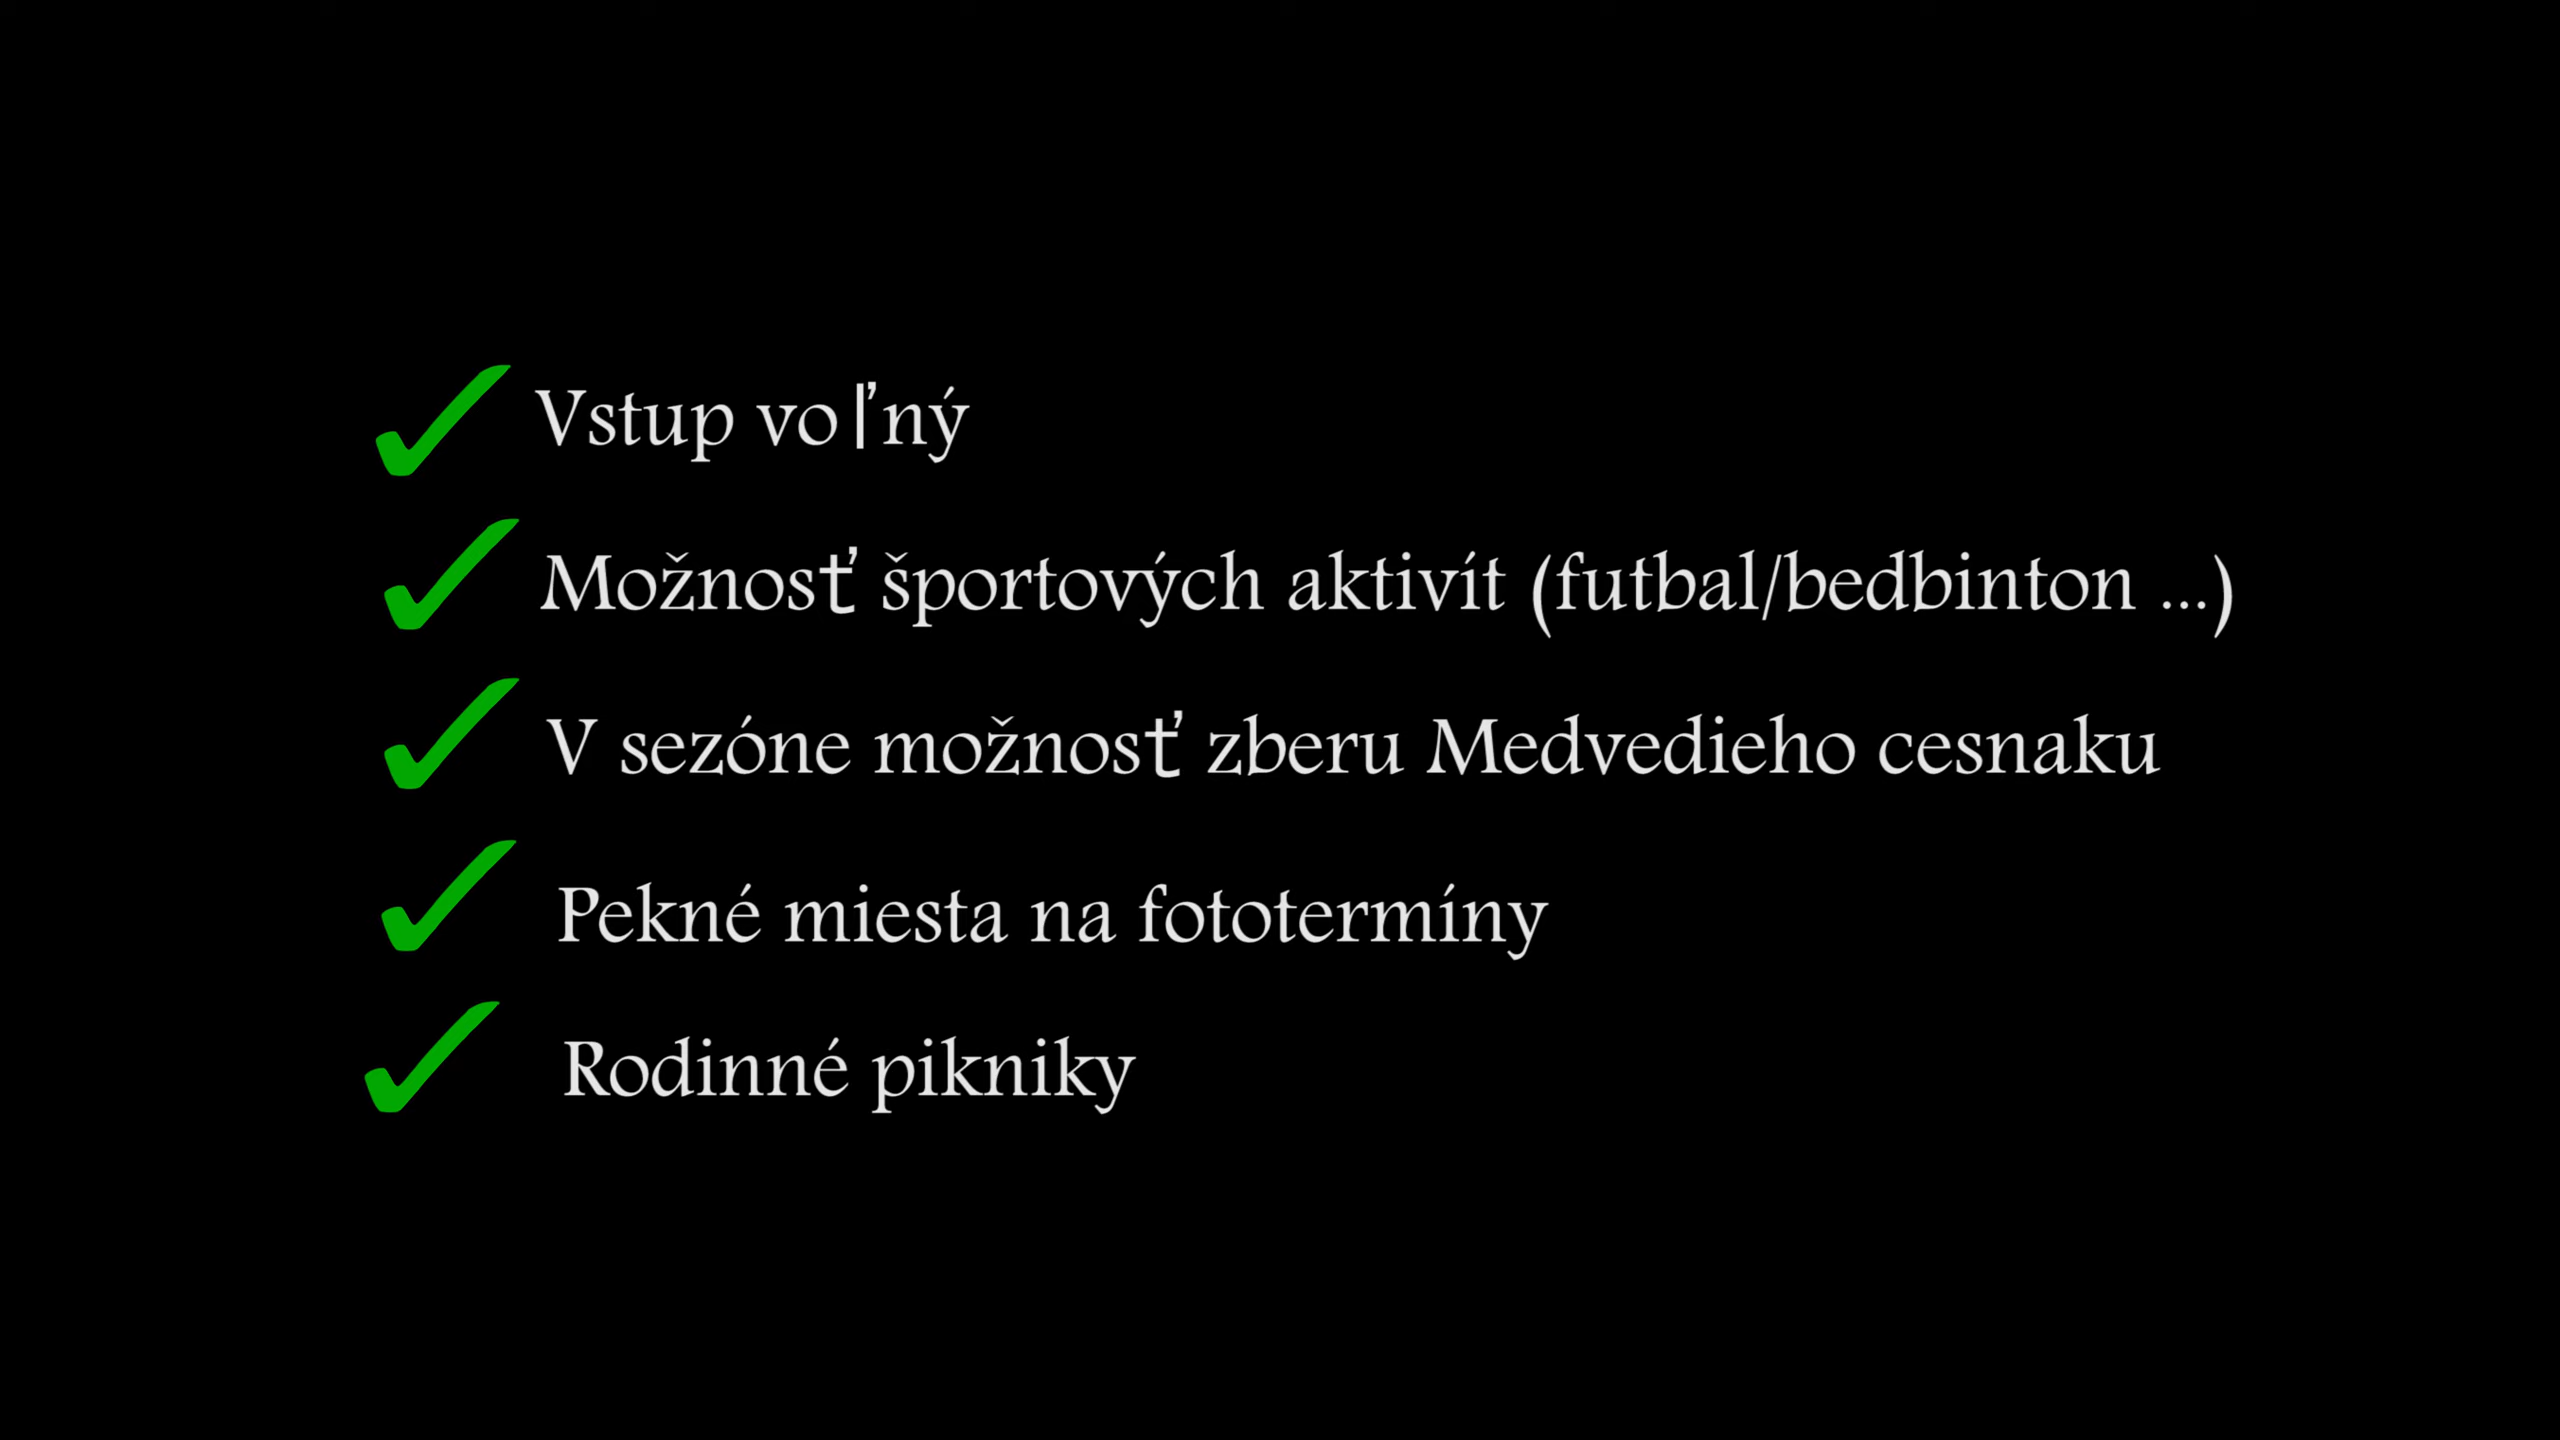 Vstup voľný
Možnosť športových aktivít (futbal/bedbinton ...)
V sezóne možnosť zberu Medvedieho cesnaku
Pekné miesta na fototermíny
Rodinné pikniky